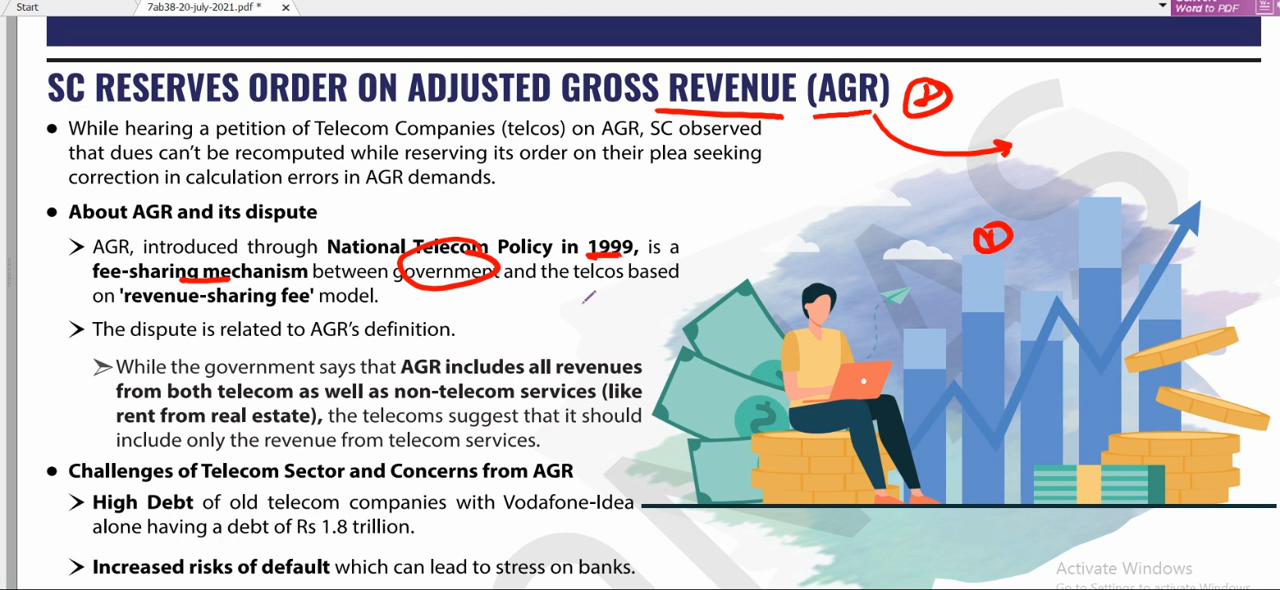 Start
7ab38-20-july-2021.pdf *
Word to PDF
SC RESERVES ORDER ON ADJUSTED GROSS REVENUE (AGR)
● While hearing a petition of Telecom Companies (telcos) on AGR, SC observed
that dues can't be recomputed while reserving its order on their plea seeking
correction in calculation errors in AGR demands.
● About AGR and its dispute
➤ AGR, introduced through National Telecom Policy in 1999, is a
fee-sharing mechanism between government and the telcos based
on 'revenue-sharing fee' model.
➤ The dispute is related to AGR's definition.
➤ While the government says that AGR includes all revenues
from both telecom as well as non-telecom services (like
rent from real estate), the telecoms suggest that it should
include only the revenue from telecom services.
● Challenges of Telecom Sector and Concerns from AGR
➤ High Debt of old telecom companies with Vodafone-Idea
alone having a debt of Rs 1.8 trillion.
➤ Increased risks of default which can lead to stress on banks.
Activate Windows
Go to Settings to activate Windows